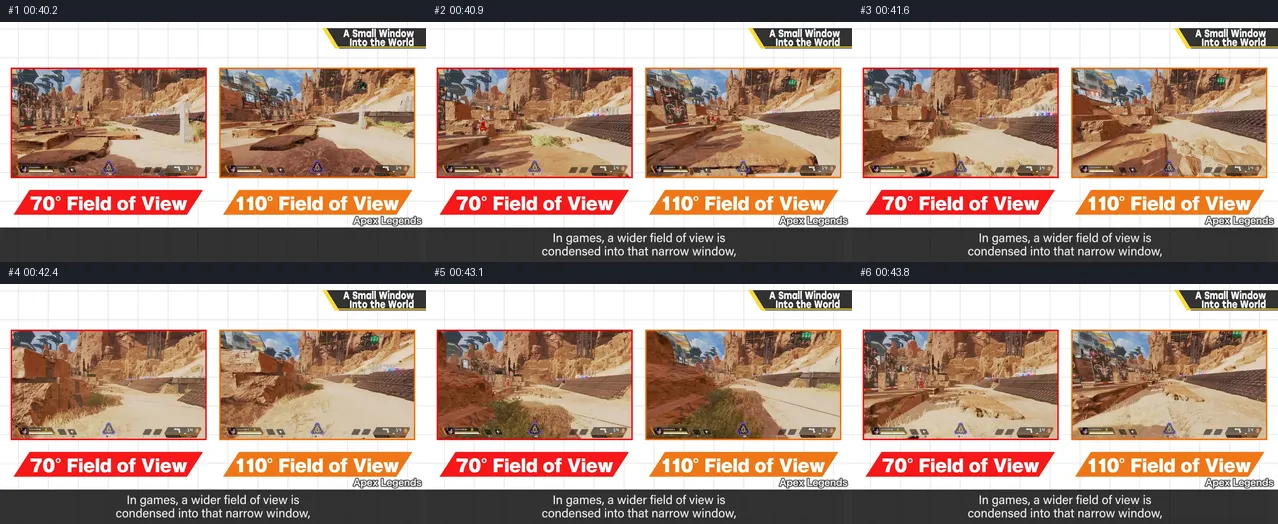 #1 00:40.2
A Small Window
Into the World
70° Field of View
110° Field of View
Apex Legends
#2 00:40.9
A Small Window
Into the World
70° Field of View
110° Field of View
Apex Legends
In games, a wider field of view is
condensed into that narrow window,
#3 00:41.6
A Small Window
Into the World
70° Field of View
110° Field of View
Apex Legends
In games, a wider field of view is
condensed into that narrow window,
#4 00:42.4
A Small Window
Into the World
70° Field of View
110° Field of View
Apex Legends
In games, a wider field of view is
condensed into that narrow window,
#5 00:43.1
A Small Window
Into the World
70° Field of View
110° Field of View
Apex Legends
In games, a wider field of view is
condensed into that narrow window,
#6 00:43.8
A Small Window
Into the World
70° Field of View
110° Field of View
Apex Legends
In games, a wider field of view is
condensed into that narrow window,